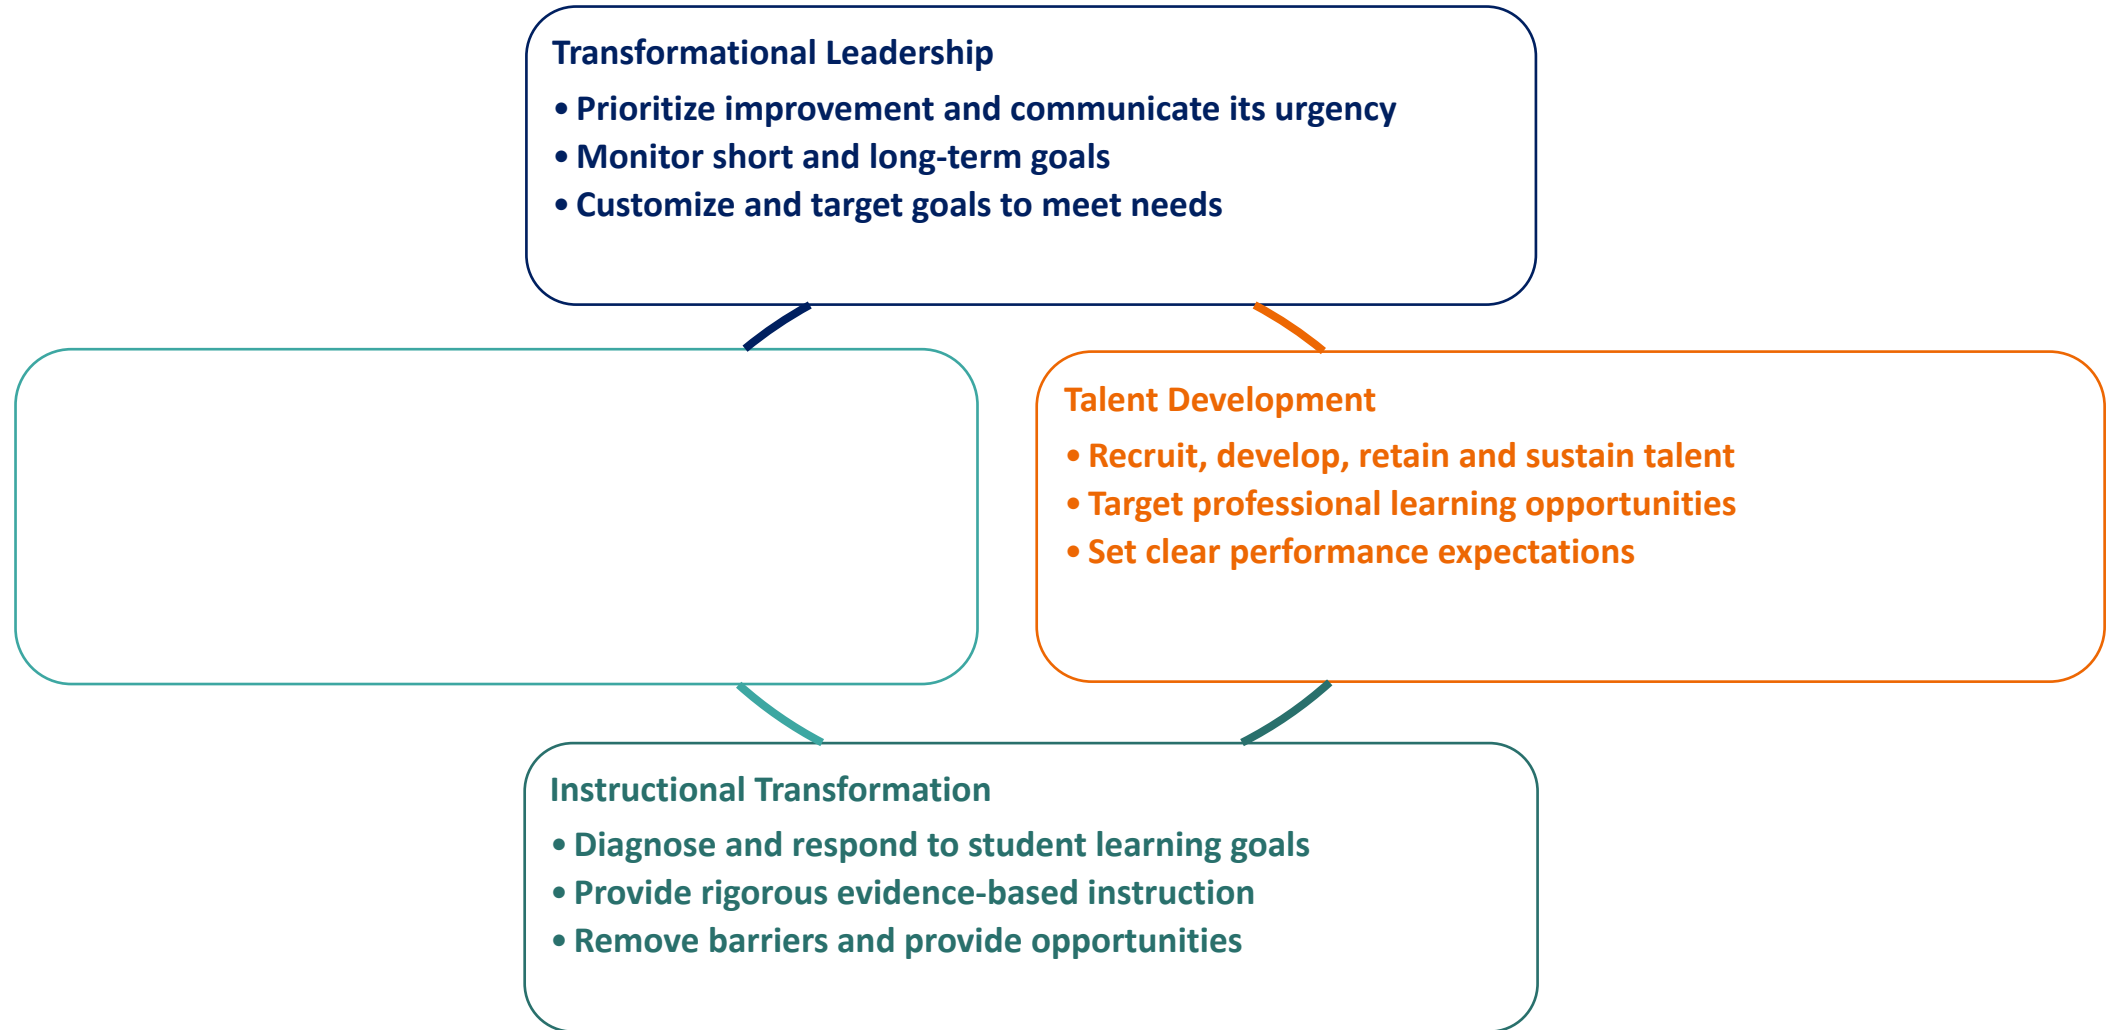 Transformational Leadership
• Prioritize improvement and communicate its urgency
• Monitor short and long-term goals
• Customize and target goals to meet needs
Talent Development
• Recruit, develop, retain and sustain talent
• Target professional learning opportunities
• Set clear performance expectations
Instructional Transformation
• Diagnose and respond to student learning goals
• Provide rigorous evidence-based instruction
• Remove barriers and provide opportunities